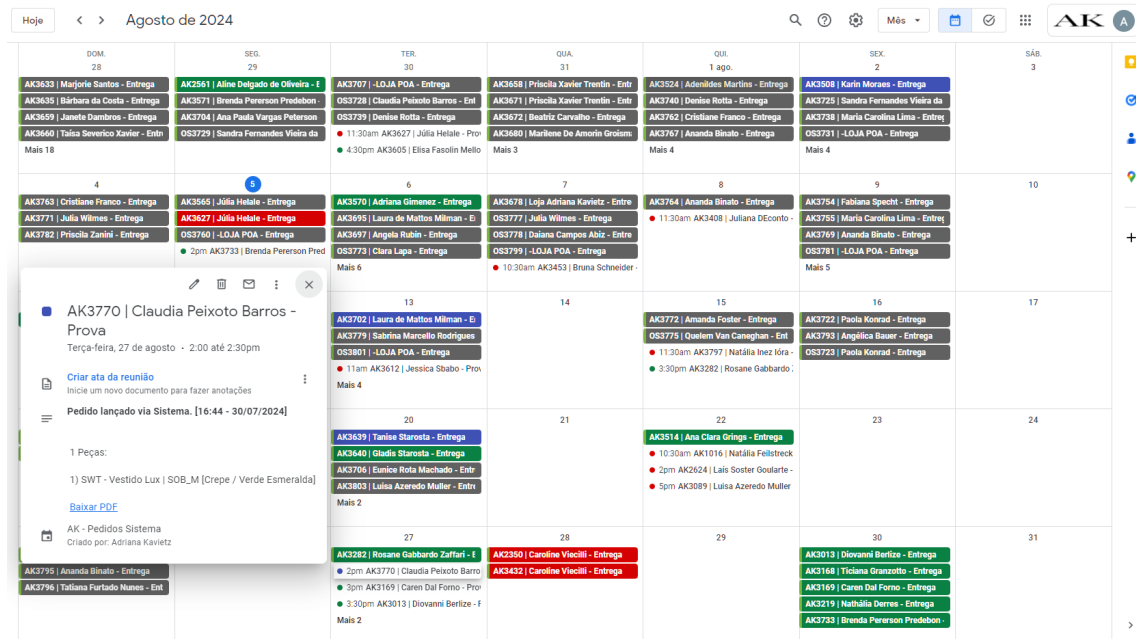 Hoje
Agosto de 2024
Mês
AK
A
DOM. SEG. TER. QUA. QUI. SEX. SÁB.
28 29 30 31 1 ago. 2 3
AK3633 | Marjorie Santos - Entrega
AK3635 | Bárbara da Costa - Entrega
AK3659 | Janete Dambros - Entrega
AK3660 | Taísa Severico Xavier - Entr
Mais 18
AK2561 | Aline Delgado de Oliveira - E
AK3571 | Brenda Pererson Predebon -
AK3704 | Ana Paula Vargas Peterson
OS3729 | Sandra Fernandes Vieira da
AK3707 | -LOJA POA - Entrega
OS3728 | Claudia Peixoto Barros - Ent
OS3739 | Denise Rotta - Entrega
11:30am AK3627 | Júlia Helale - Prov
4:30pm AK3605 | Elisa Fasolin Mello
AK3658 | Priscila Xavier Trentin - Entr
AK3671 | Priscila Xavier Trentin - Entr
AK3672 | Beatriz Carvalho - Entrega
AK3680 | Marilene De Amorin Groism
Mais 3
AK3524 | Adenildes Martins - Entrega
AK3740 | Denise Rotta - Entrega
AK3762 | Cristiane Franco - Entrega
AK3767 | Ananda Binato - Entrega
Mais 4
AK3508 | Karin Moraes - Entrega
AK3725 | Sandra Fernandes Vieira da
AK3738 | Maria Carolina Lima - Entreg
OS3731 | -LOJA POA - Entrega
Mais 4
4 5 6 7 8 9 10
AK3763 | Cristiane Franco - Entrega
AK3771 | Julia Wilmes - Entrega
AK3782 | Priscila Zanini - Entrega
AK3565 | Júlia Helale - Entrega
AK3627 | Júlia Helale - Entrega
OS3760 | -LOJA POA - Entrega
2pm AK3733 | Brenda Pererson Pred
AK3570 | Adriana Gimenez - Entrega
AK3695 | Laura de Mattos Milman - E
AK3697 | Angela Rubin - Entrega
OS3773 | Clara Lapa - Entrega
Mais 6
AK3678 | Loja Adriana Kavietz - Entre
OS3777 | Julia Wilmes - Entrega
OS3778 | Daiana Campos Abiz - Entre
OS3799 | -LOJA POA - Entrega
10:30am AK3453 | Bruna Schneider -
AK3764 | Ananda Binato - Entrega
11:30am AK3408 | Juliana DEconto -
AK3754 | Fabiana Specht - Entrega
AK3755 | Maria Carolina Lima - Entreg
AK3769 | Ananda Binato - Entrega
OS3781 | -LOJA POA - Entrega
Mais 5
AK3770 | Claudia Peixoto Barros -
Prova
Terça-feira, 27 de agosto • 2:00 até 2:30pm
Criar ata da reunião
Inicie um novo documento para fazer anotações
Pedido lançado via Sistema. [16:44 - 30/07/2024]
1 Peças:
1) SWT - Vestido Lux | SOB_M [Crepe / Verde Esmeralda]
Baixar PDF
AK - Pedidos Sistema
Criado por: Adriana Kavietz
13 14 15 16 17
AK3702 | Laura de Mattos Milman - E
AK3779 | Sabrina Marcello Rodrigues
OS3801 | -LOJA POA - Entrega
11am AK3612 | Jessica Sbabo - Prov
Mais 4
AK3772 | Amanda Foster - Entrega
OS3775 | Quelem Van Caneghan - Ent
11:30am AK3797 | Natália Inez Ióra -
3:30pm AK3282 | Rosane Gabbardo
AK3722 | Paola Konrad - Entrega
AK3793 | Angélica Bauer - Entrega
OS3723 | Paola Konrad - Entrega
20 21 22 23 24
AK3639 | Tanise Starosta - Entrega
AK3640 | Gladis Starosta - Entrega
AK3706 | Eunice Rota Machado - Entr
AK3803 | Luisa Azeredo Muller - Entre
Mais 2
AK3514 | Ana Clara Grings - Entrega
10:30am AK1016 | Natália Feilstreck
2pm AK2624 | Lais Soster Goularte -
5pm AK3089 | Luisa Azeredo Muller
27 28 29 30 31
AK3795 | Ananda Binato - Entrega
AK3796 | Tatiana Furtado Nunes - Ent
AK3282 | Rosane Gabbardo Zaffari - E
2pm AK3770 | Claudia Peixoto Barro
3pm AK3169 | Caren Dal Forno - Prov
3:30pm AK3013 | Diovanni Berlize - P
Mais 2
AK2350 | Caroline Viecilli - Entrega
AK3432 | Caroline Viecilli - Entrega
AK3013 | Diovanni Berlize - Entrega
AK3168 | Ticiana Granzotto - Entrega
AK3169 | Caren Dal Forno - Entrega
AK3219 | Nathália Derres - Entrega
AK3733 | Brenda Pererson Predebon -